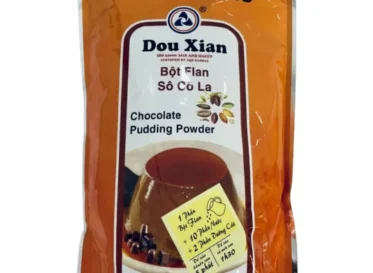 Dou Xian
Bột Flan
Sô Cô La
Chocolate
Pudding Powder
1 Phần
Bột Flan
+ 10 Phần Nước
+ 2 Phần Đường Cát
1h30